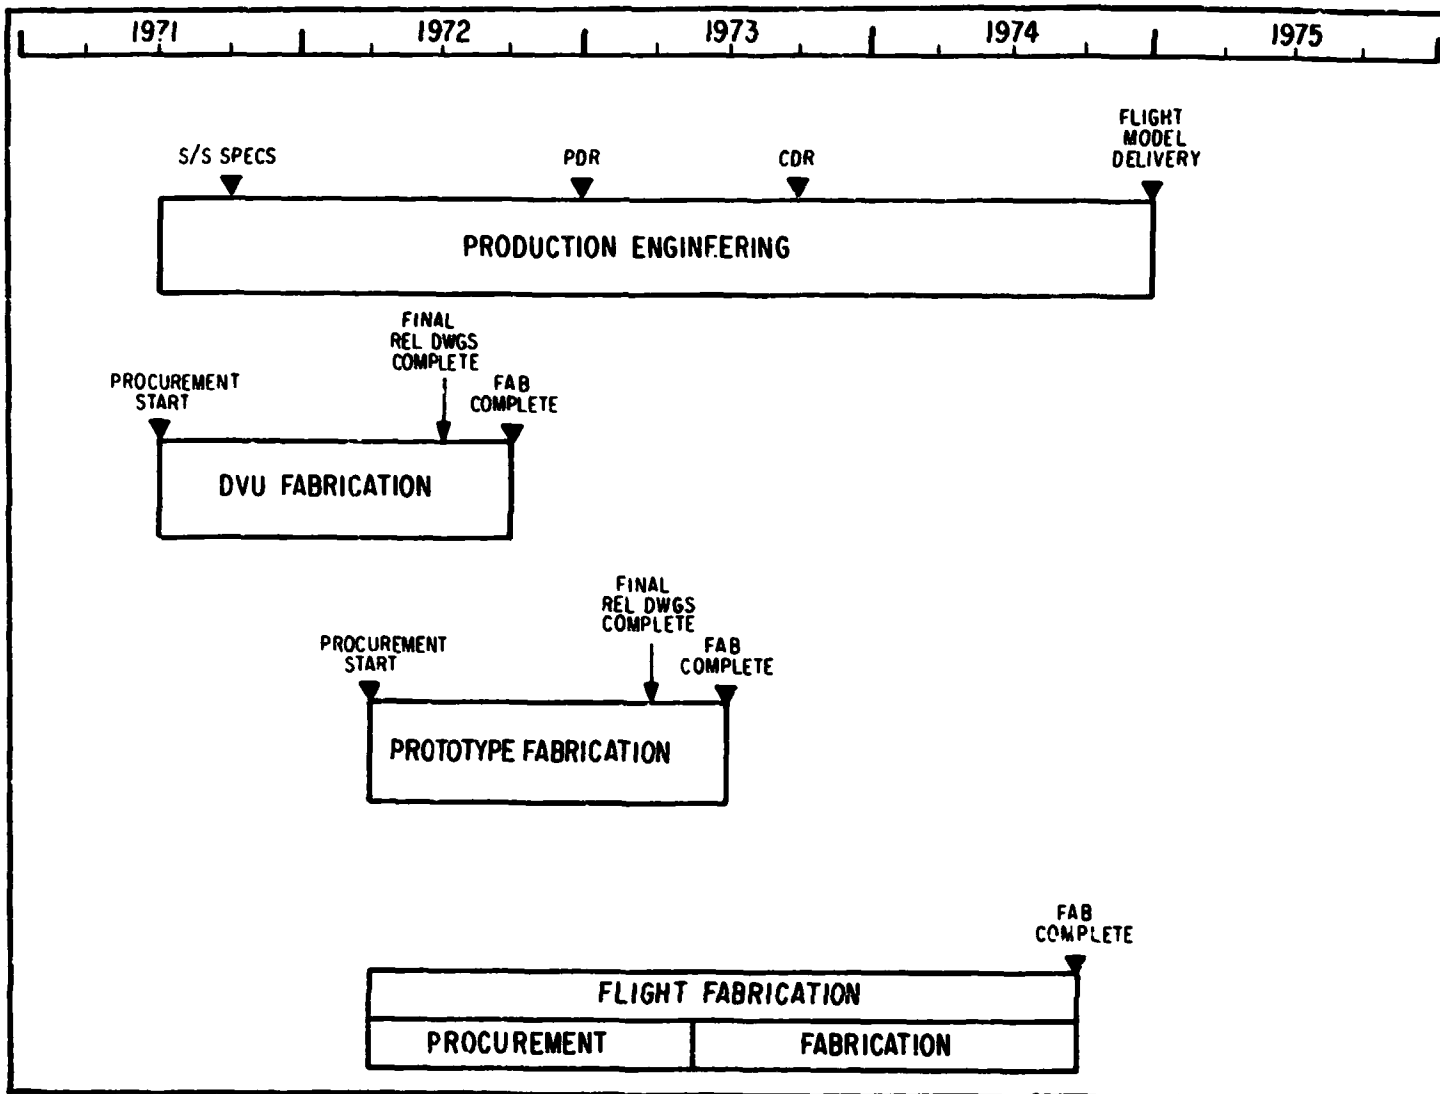 1971 1972 1973 1974 1975
FLIGHT
MODEL
DELIVERY
S/S SPECS
PDR
CDR
PRODUCTION ENGINEERING
FINAL
REL DWGS
COMPLETE
PROCUREMENT
START
FAB
COMPLETE
DVU FABRICATION
FINAL
REL DWGS
COMPLETE
PROCUREMENT
START
FAB
COMPLETE
PROTOTYPE FABRICATION
FAB
COMPLETE
FLIGHT FABRICATION
PROCUREMENT
FABRICATION